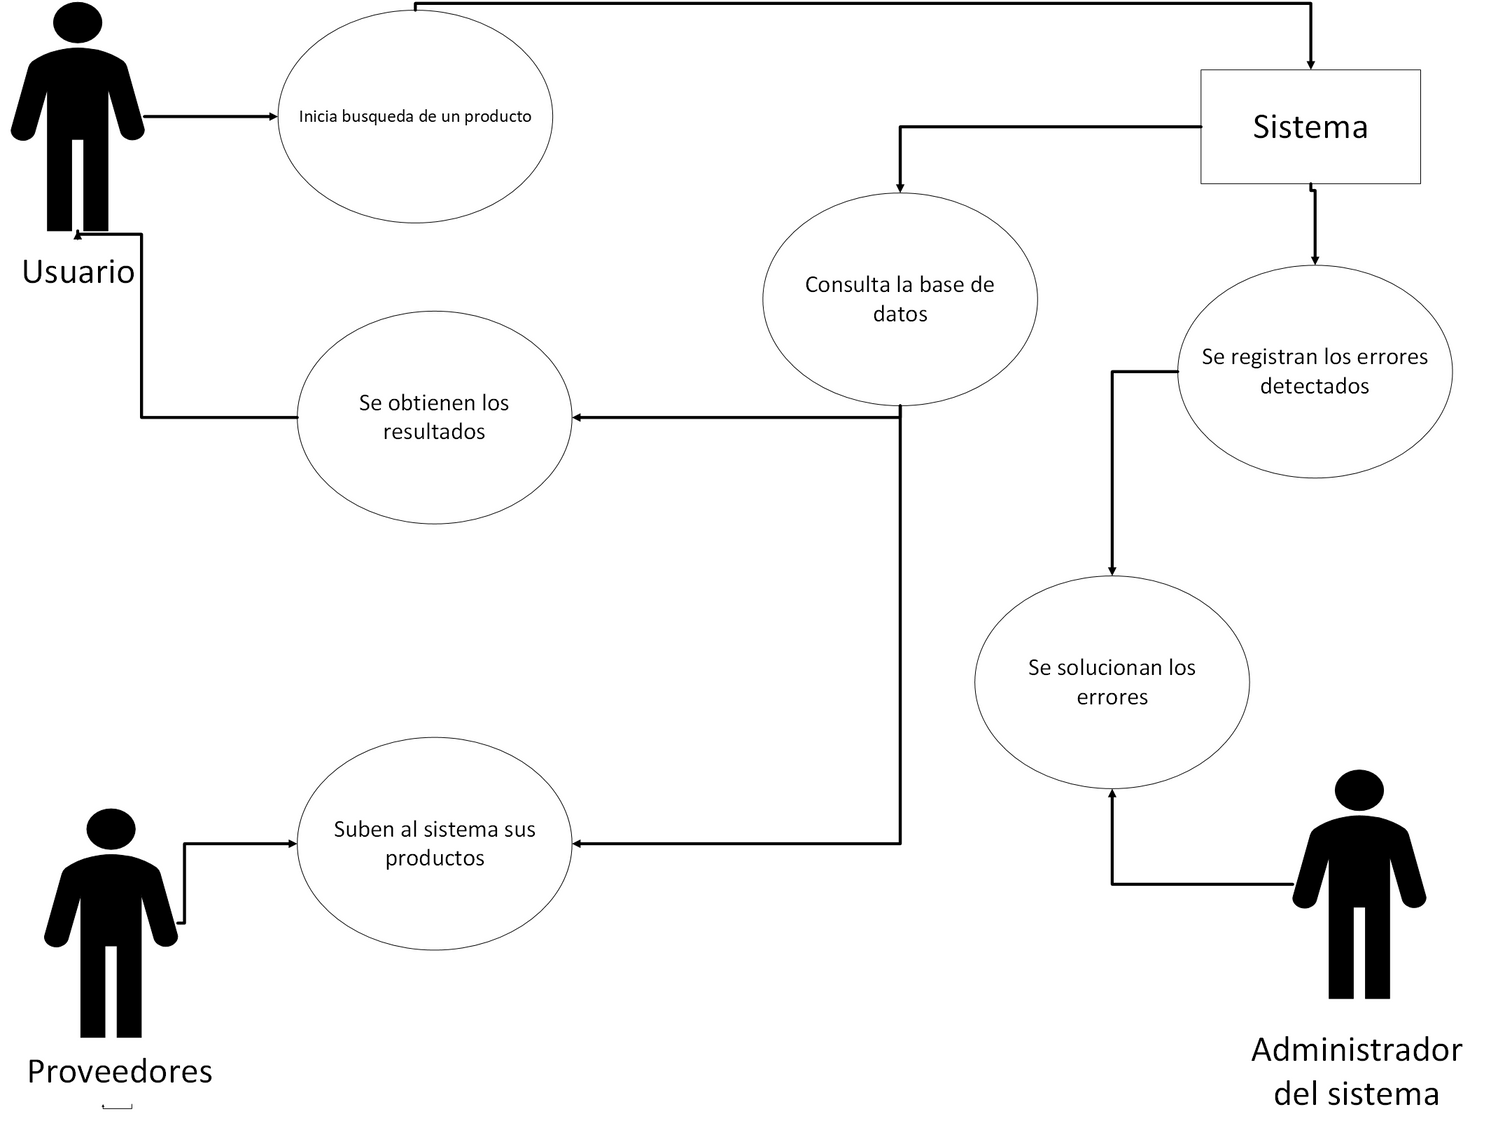 Inicia busqueda de un producto
Sistema
Usuario
Consulta la base de
datos
Se registran los errores
detectados
Se obtienen los
resultados
Se solucionan los
errores
Suben al sistema sus
productos
Proveedores
Administrador
del sistema